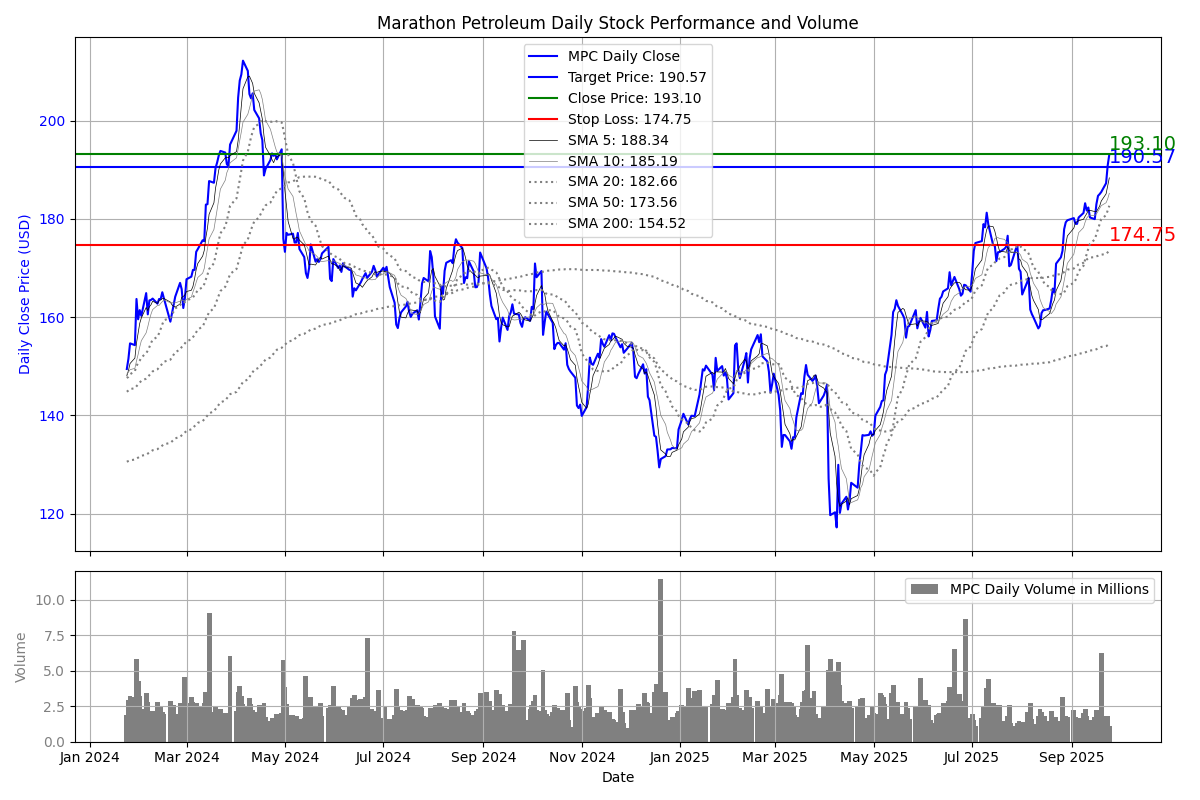 Marathon Petroleum Daily Stock Performance and Volume
MPC Daily Close
Target Price: 190.57
Close Price: 193.10
Stop Loss: 174.75
SMA 5: 188.34
SMA 10: 185.19
SMA 20: 182.66
SMA 50: 173.56
SMA 200: 154.52
193.10
190.57
174.75
Daily Close Price (USD)
200
180
160
140
120
MPC Daily Volume in Millions
Volume
10.0
7.5
5.0
2.5
0.0
Jan 2024 Mar 2024 May 2024 Jul 2024 Sep 2024 Nov 2024 Jan 2025 Mar 2025 May 2025 Jul 2025 Sep 2025
Date